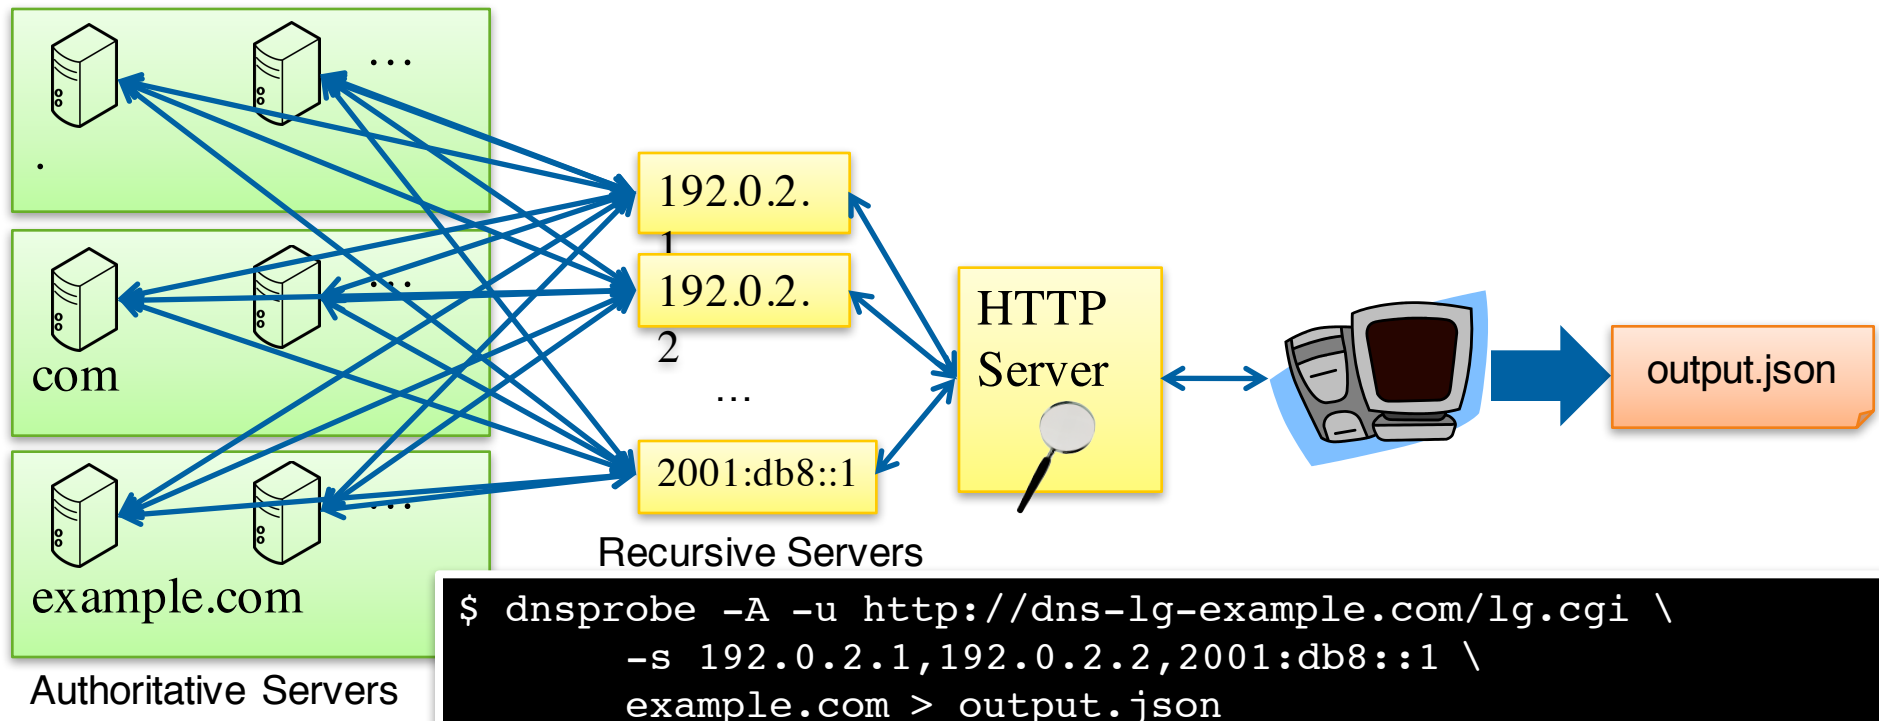 …
.
…
com
…
example.com
Authoritative Servers
192.0.2.
1
192.0.2.
2
…
2001:db8::1
Recursive Servers
HTTP
Server
output.json
$ dnsprobe -A -u http://dns-lg-example.com/lg.cgi \
-s 192.0.2.1,192.0.2.2,2001:db8::1 \
example.com > output.json